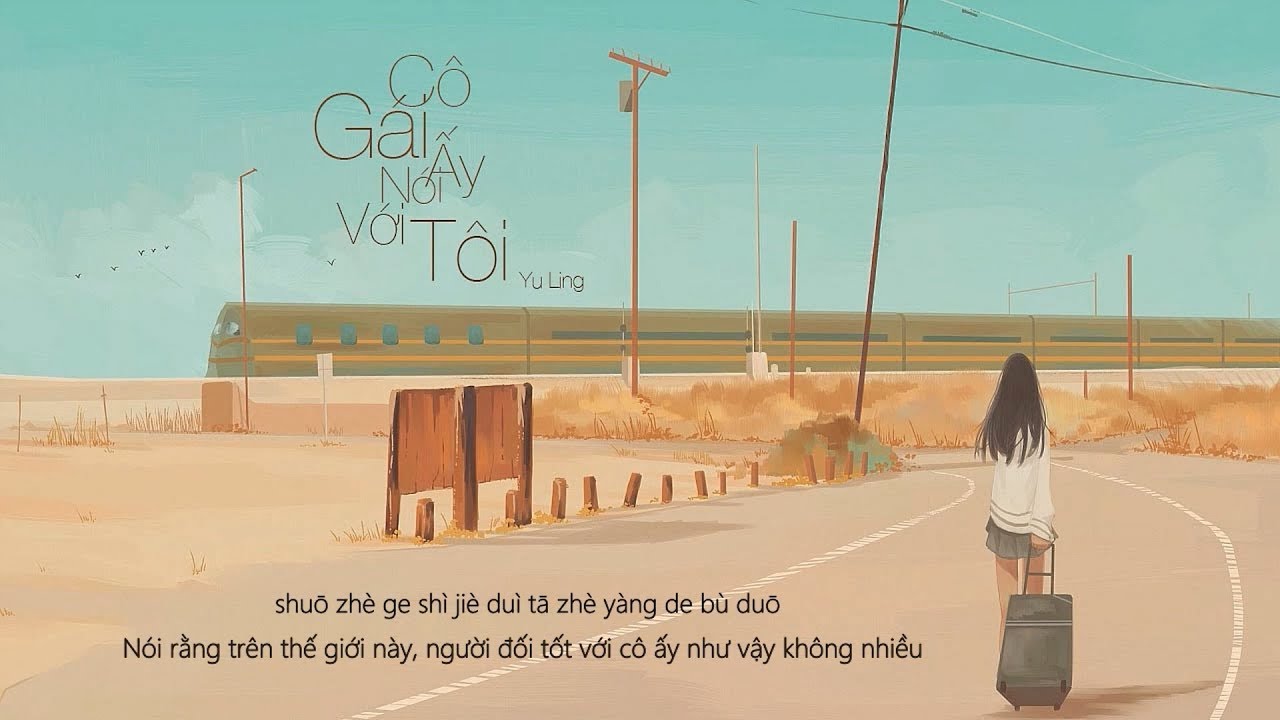 Cô
Gái
Ấy
Nói
Với
Tôi
Yu Ling
shuō zhè ge shì jiè duì tā zhè yàng de bù duō
Nói rằng trên thế giới này, người đối tốt với cô ấy như vậy không nhiều